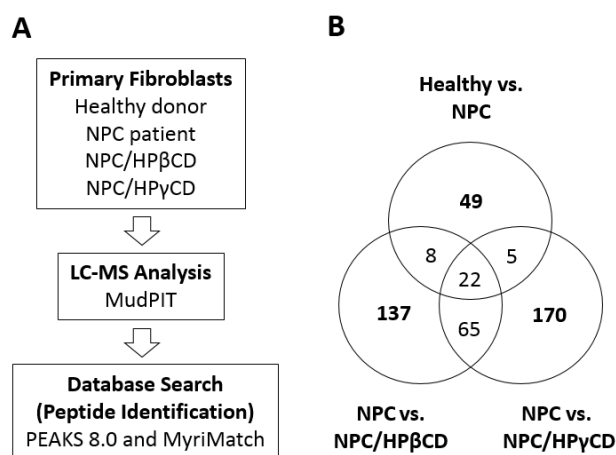 A
Primary Fibroblasts
Healthy donor
NPC patient
NPC/HPβCD
NPC/HPγCD
LC-MS Analysis
MudPIT
Database Search
(Peptide Identification)
PEAKS 8.0 and MyriMatch
B
Healthy vs.
NPC
49
8
5
22
137
65
170
NPC vs.
NPC/HPβCD
NPC vs.
NPC/HPγCD